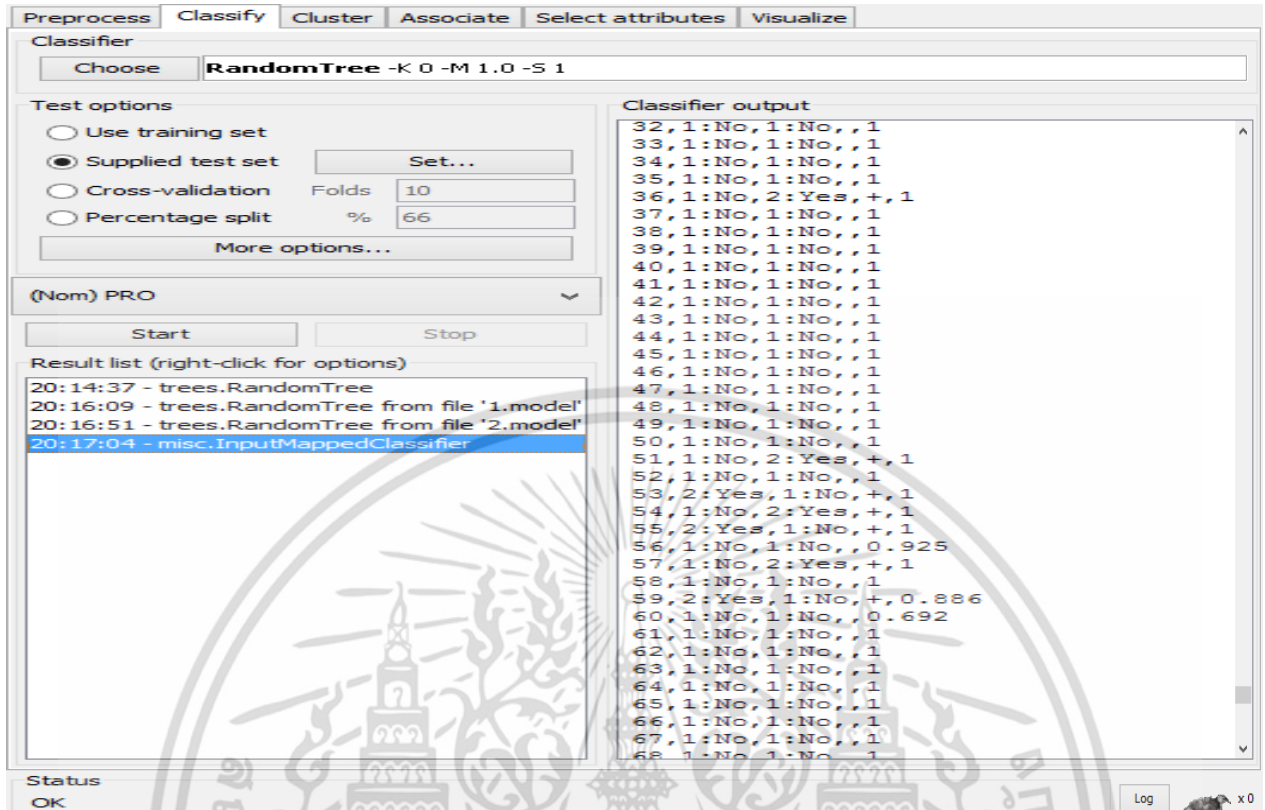 Preprocess Classify Cluster Associate Select attributes Visualize
Classifier
Choose RandomTree -K 0 -M 1.0 -S 1
Test options
Use training set
Supplied test set Set...
Cross-validation Folds 10
Percentage split % 66
More options...
(Nom) PRO
Start Stop
Result list (right-click for options)
20:14:37 - trees.RandomTree
20:16:09 - trees.RandomTree from file '1.model'
20:16:51 - trees.RandomTree from file '2.model'
20:17:04 - misc.InputMappedClassifier
Classifier output
32,1:No,1:No,,1
33,1:No,1:No,,1
34,1:No,1:No,,1
35,1:No,1:No,,1
36,1:No,2:Yes,+,1
37,1:No,1:No,,1
38,1:No,1:No,,1
39,1:No,1:No,,1
40,1:No,1:No,,1
41,1:No,1:No,,1
42,1:No,1:No,,1
43,1:No,1:No,,1
44,1:No,1:No,,1
45,1:No,1:No,,1
46,1:No,1:No,,1
47,1:No,1:No,,1
48,1:No,1:No,,1
49,1:No,1:No,,1
50,1:No,1:No,,1
51,1:No,2:Yes,+,1
52,1:No,1:No,,1
53,2:Yes,1:No,+,1
54,1:No,2:Yes,+,1
55,2:Yes,1:No,+,1
56,1:No,1:No,,0.925
57,1:No,2:Yes,+,1
58,1:No,1:No,,1
59,2:Yes,1:No,+,0.886
60,1:No,1:No,,0.692
61,1:No,1:No,,1
62,1:No,1:No,,1
63,1:No,1:No,,1
64,1:No,1:No,,1
65,1:No,1:No,,1
66,1:No,1:No,,1
67,1:No,1:No,,1
68,1:No,1:No,,1
Status
OK
Log x 0